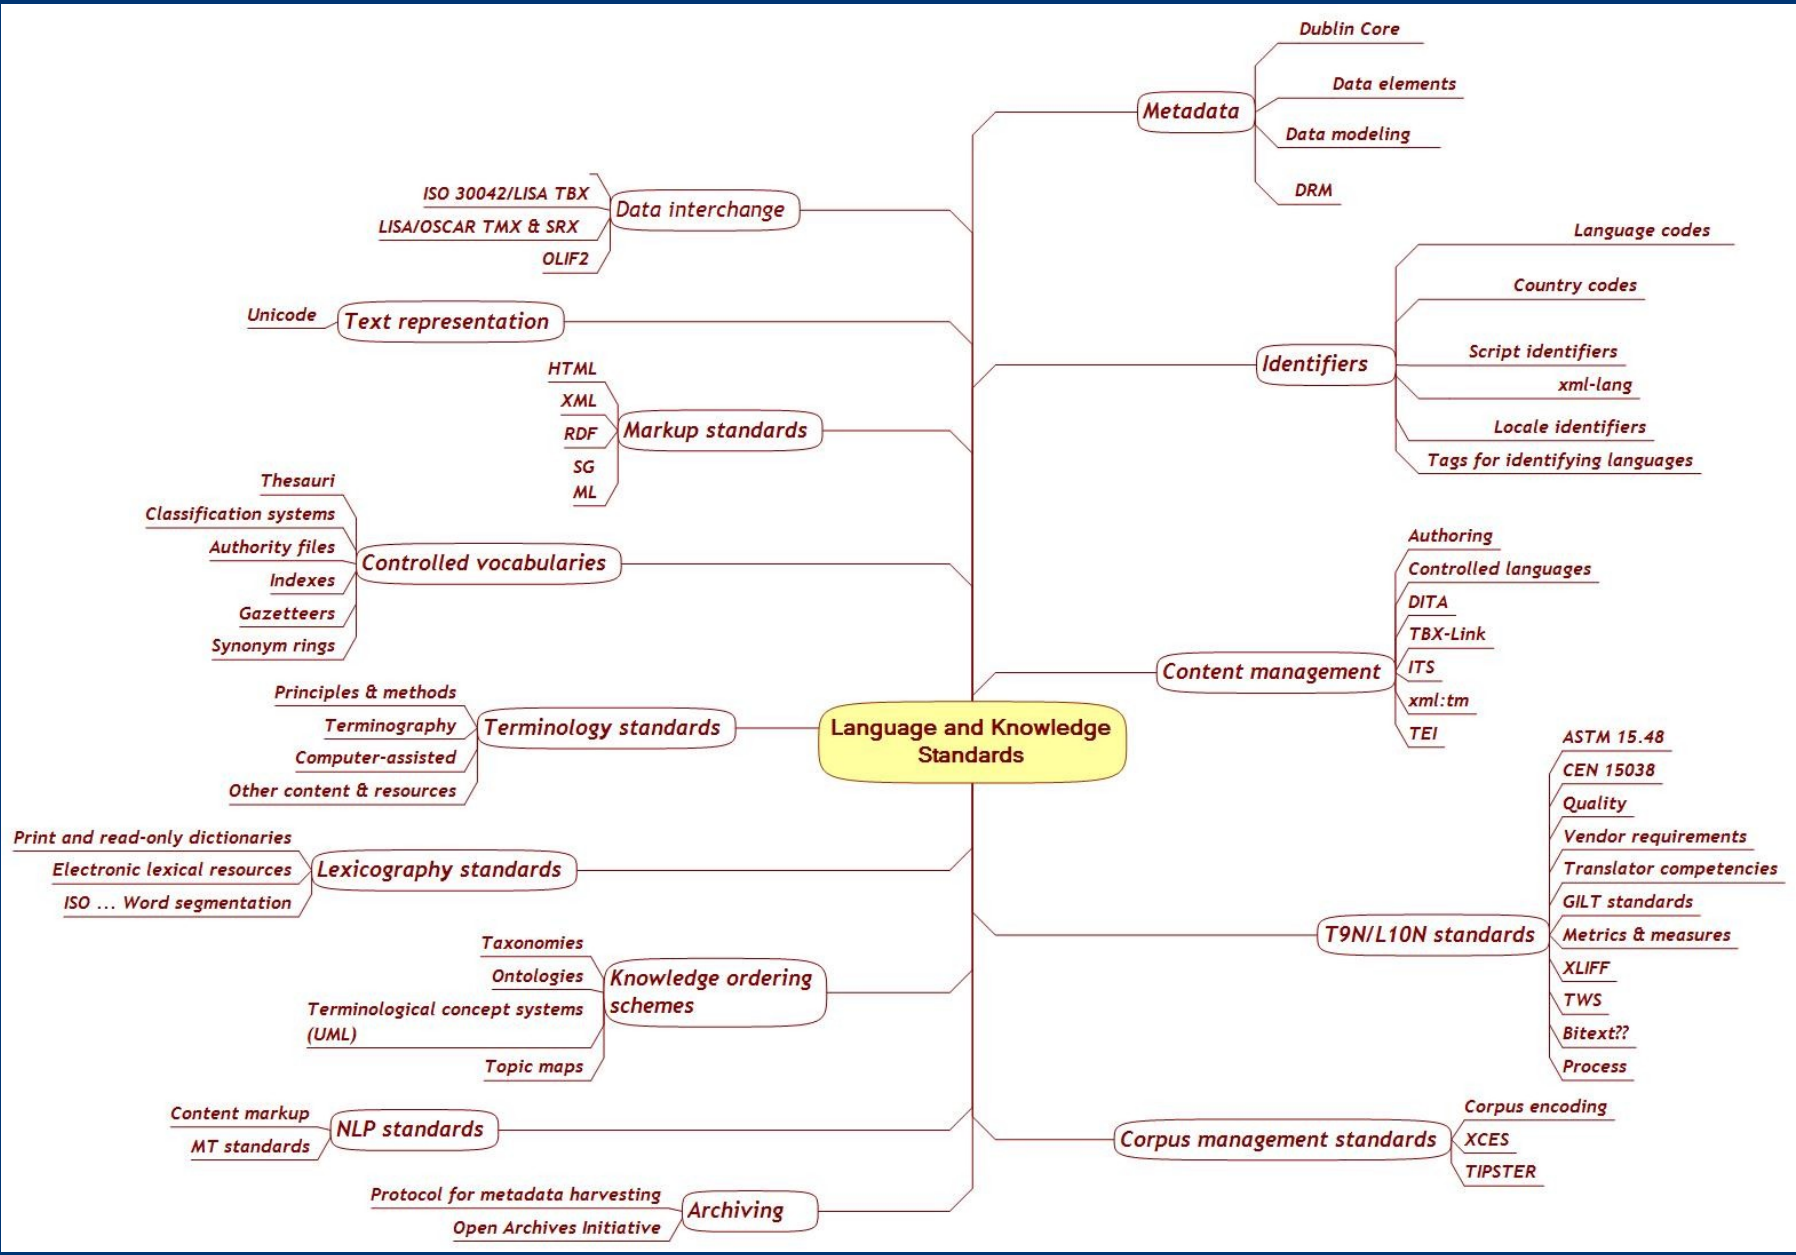 Language and Knowledge
Standards
Data interchange
ISO 30042/LISA TBX
LISA/OSCAR TMX & SRX
OLIF2
Text representation
Unicode
Markup standards
HTML
XML
RDF
SG
ML
Controlled vocabularies
Thesauri
Classification systems
Authority files
Indexes
Gazetteers
Synonym rings
Terminology standards
Principles & methods
Terminography
Computer-assisted
Other content & resources
Lexicography standards
Print and read-only dictionaries
Electronic lexical resources
ISO ... Word segmentation
Knowledge ordering
schemes
Taxonomies
Ontologies
Terminological concept systems
(UML)
Topic maps
NLP standards
Content markup
MT standards
Archiving
Protocol for metadata harvesting
Open Archives Initiative
Metadata
Dublin Core
Data elements
Data modeling
DRM
Identifiers
Language codes
Country codes
Script identifiers
xml-lang
Locale identifiers
Tags for identifying languages
Content management
Authoring
Controlled languages
DITA
TBX-Link
ITS
xml:tm
TEI
T9N/L10N standards
ASTM 15.48
CEN 15038
Quality
Vendor requirements
Translator competencies
GILT standards
Metrics & measures
XLIFF
TWS
Bitext??
Process
Corpus management standards
Corpus encoding
XCES
TIPSTER